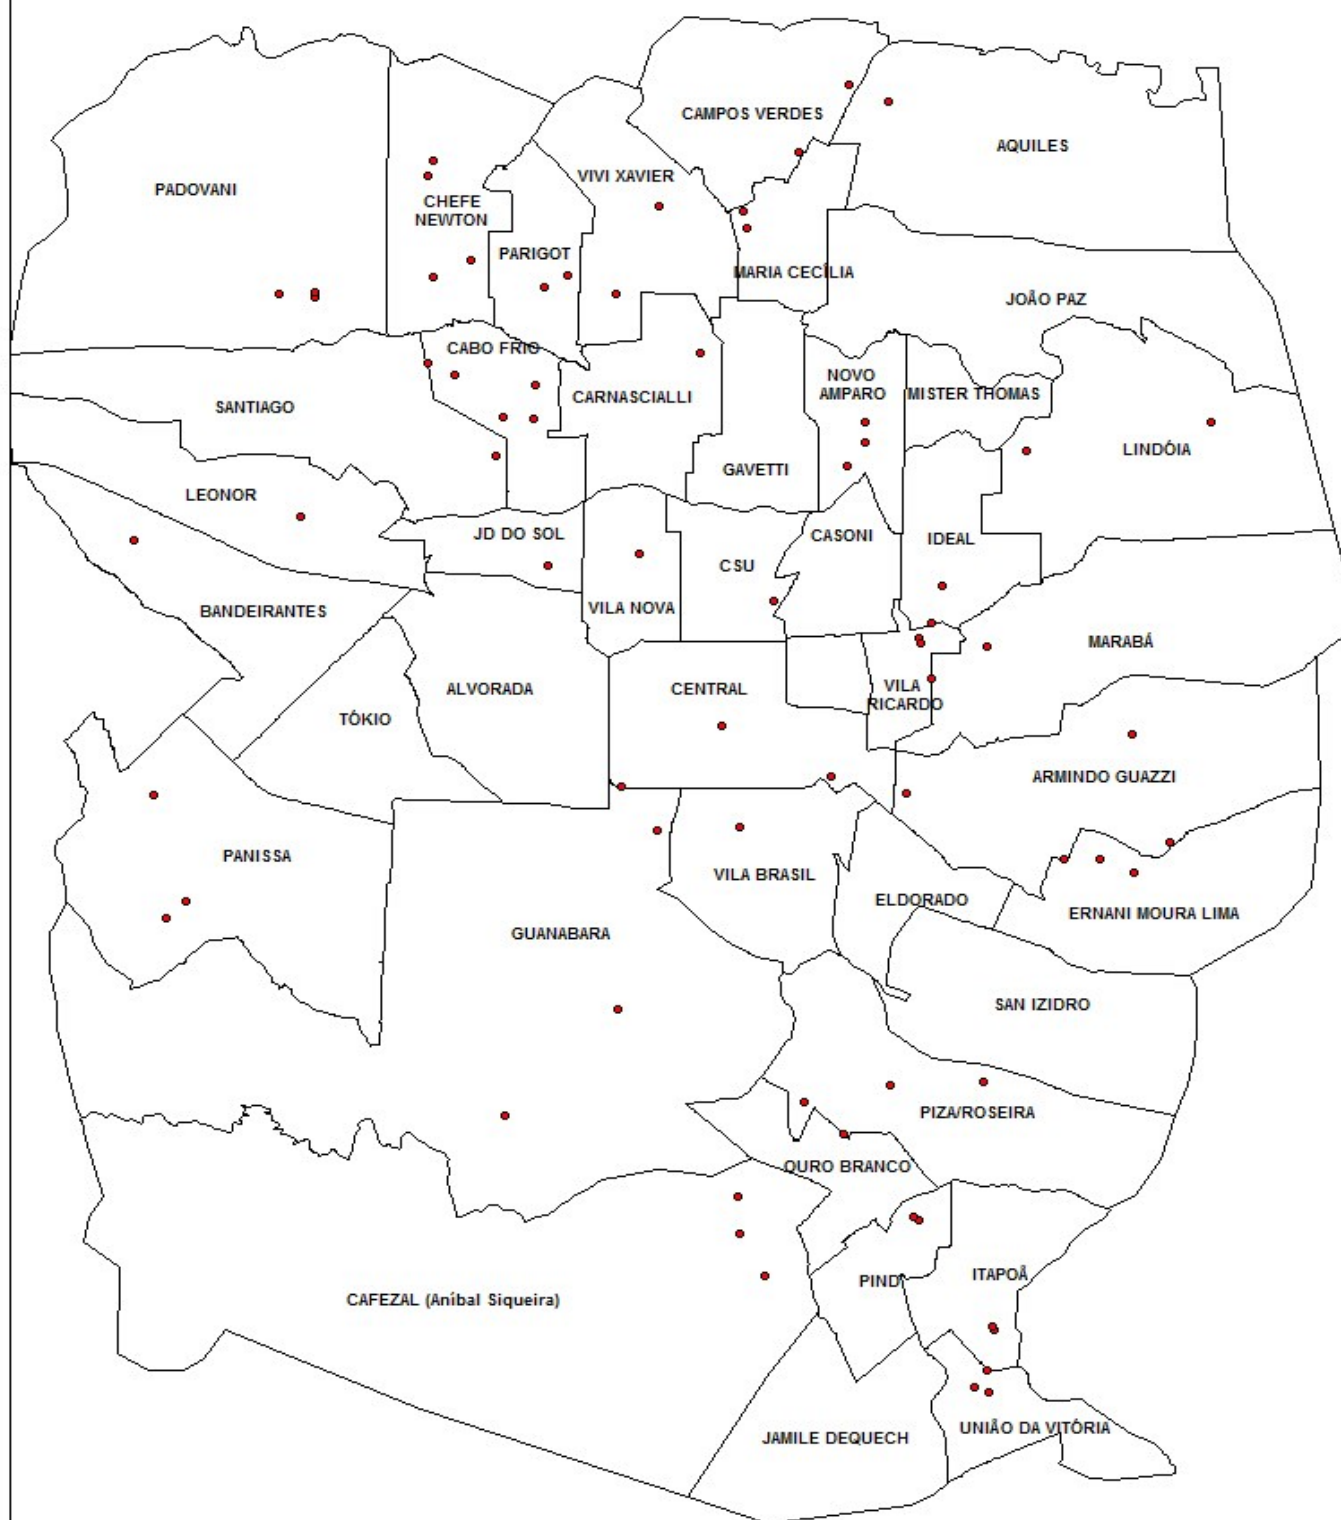 CAMPOS VERDES
AQUILES
VIVI XAVIER
PADOVANI
CHEFE
NEWTON
PARIGOT
MARIA CECÍLIA
JOÃO PAZ
CABO FRIO
NOVO
AMPARO
MISTER THOMAS
CARNASCIALLI
SANTIAGO
LINDÓIA
GAVETTI
LEONOR
JD DO SOL
CASONI
IDEAL
CSU
VILA NOVA
BANDEIRANTES
MARABÁ
ALVORADA
CENTRAL
VILA
RICARDO
TÓKIO
ARMINDO GUAZZI
PANISSA
VILA BRASIL
ELDORADO
ERNANI MOURA LIMA
GUANABARA
SAN IZIDRO
PIZA/ROSEIRA
OURO BRANCO
PIND
ITAPOÃ
CAFEZAL (Aníbal Siqueira)
UNIÃO DA VITÓRIA
JAMILE DEQUECH